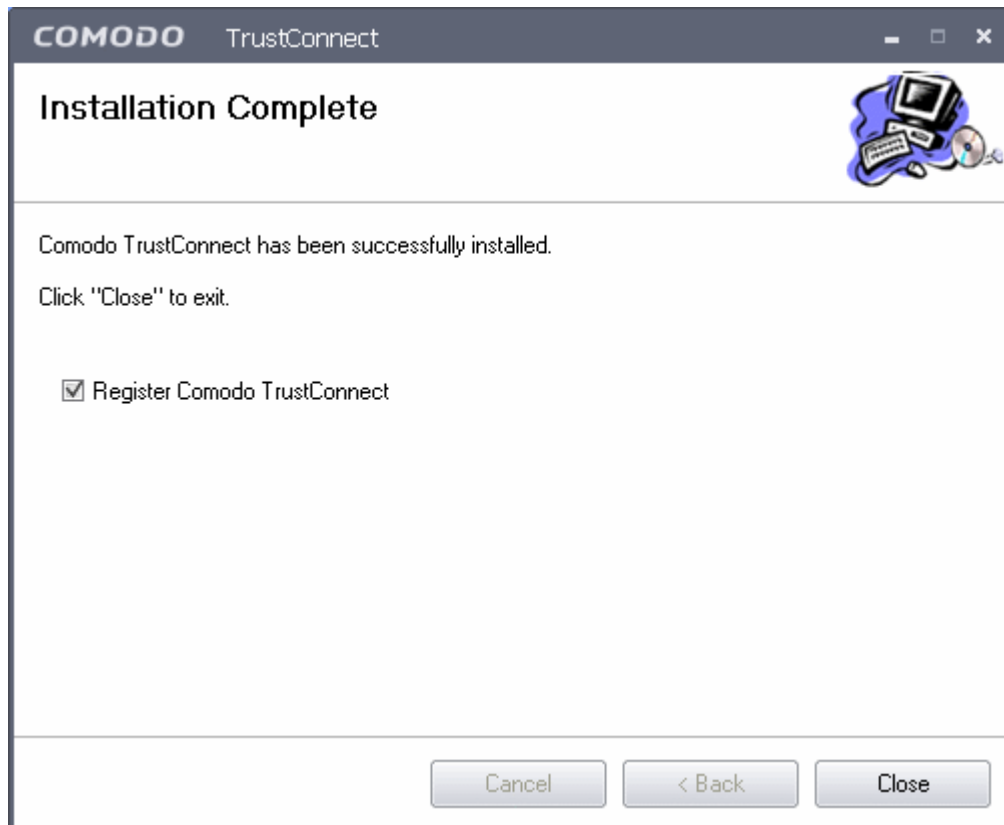 COMODO TrustConnect
Installation Complete
Comodo TrustConnect has been successfully installed.
Click "Close" to exit.
Register Comodo TrustConnect
Cancel
< Back
Close